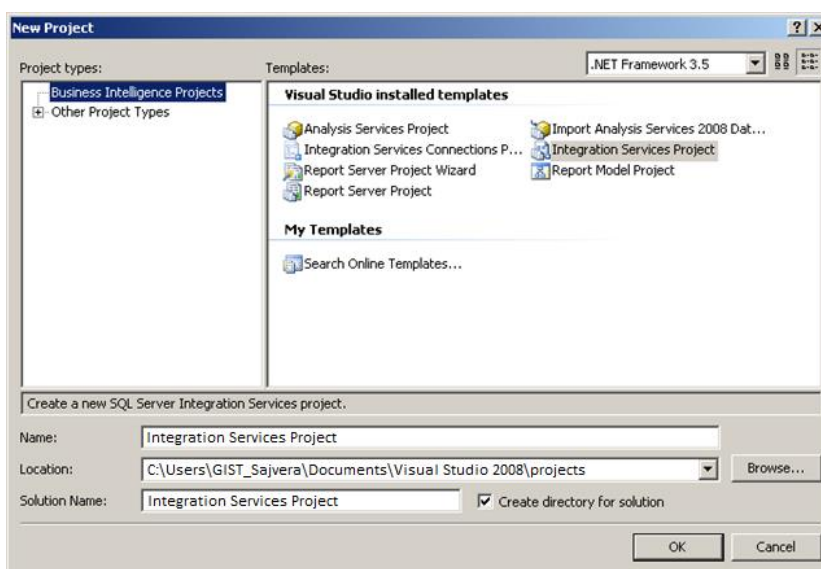 New Project
Project types:
Templates:
.NET Framework 3.5
Business Intelligence Projects
Other Project Types
Visual Studio installed templates
Analysis Services Project
Import Analysis Services 2008 Dat...
Integration Services Connections P...
Integration Services Project
Report Server Project Wizard
Report Model Project
Report Server Project
My Templates
Search Online Templates...
Create a new SQL Server Integration Services project.
Name:
Integration Services Project
Location:
C:\Users\GIST_Sajvera\Documents\Visual Studio 2008\projects
Browse...
Solution Name:
Integration Services Project
Create directory for solution
OK
Cancel